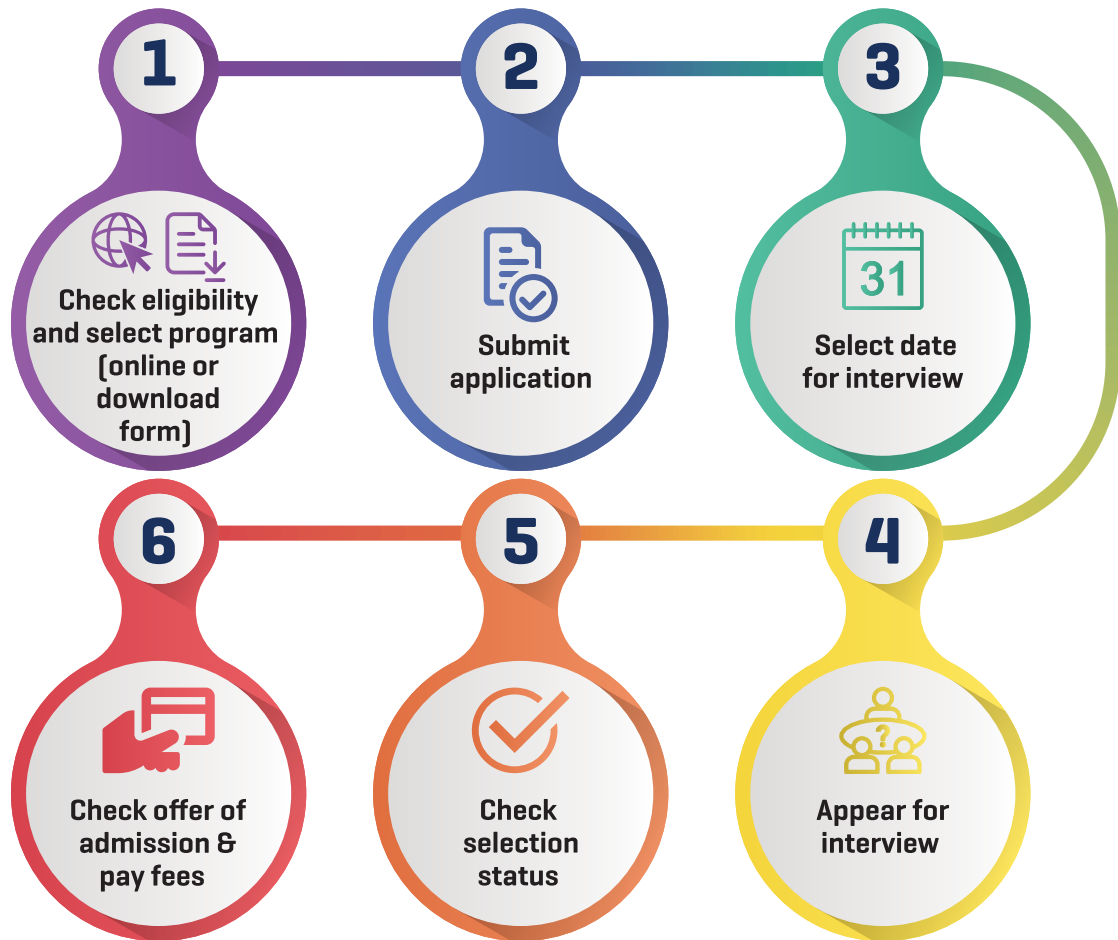 1
Check eligibility
and select program
(online or
download
form)
2
Submit
application
3
31
Select date
for interview
4
?
Appear for
interview
5
Check
selection
status
6
Check offer of
admission &
pay fees